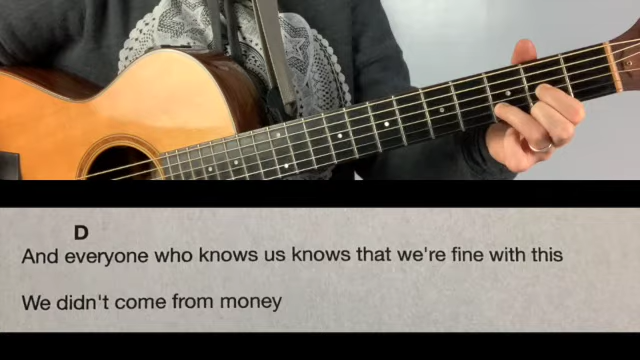 D
And everyone who knows us knows that we're fine with this
We didn't come from money